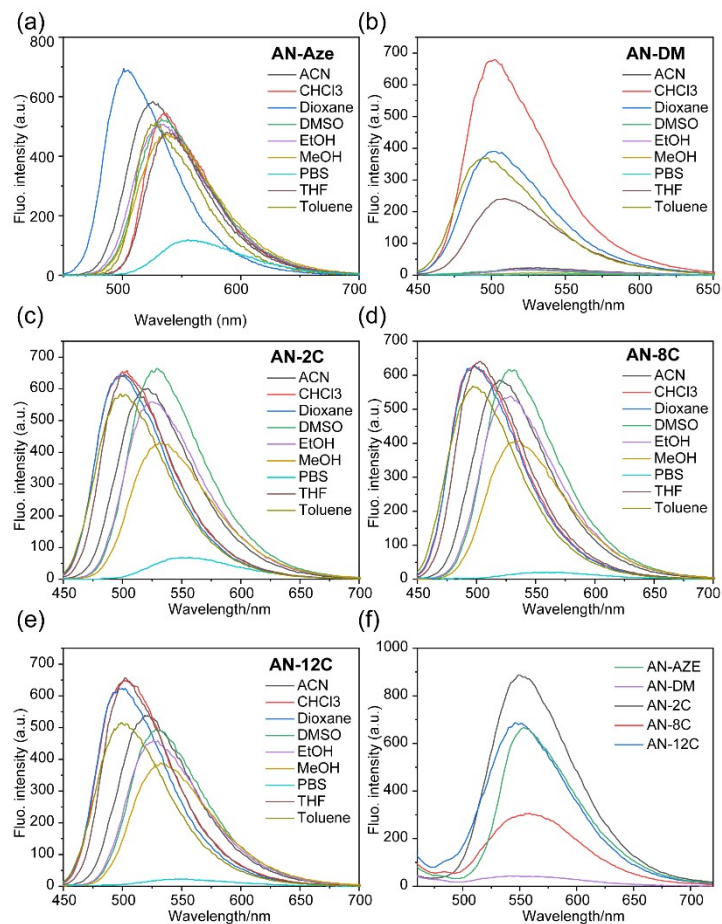 (a)
AN-Aze
ACN
CHCl3
Dioxane
DMSO
EtOH
MeOH
PBS
THF
Toluene
Fluo. intensity (a.u.)
800
600
400
200
0
500 600 700
Wavelength (nm)
(b)
AN-DM
ACN
CHCl3
Dioxane
DMSO
EtOH
MeOH
PBS
THF
Toluene
Fluo. intensity (a.u.)
700
600
500
400
300
200
100
0
450 500 550 600 650
Wavelength/nm
(c)
AN-2C
ACN
CHCl3
Dioxane
DMSO
EtOH
MeOH
PBS
THF
Toluene
Fluo. intensity (a.u.)
700
600
500
400
300
200
100
0
450 500 550 600 650 700
Wavelength/nm
(d)
AN-8C
ACN
CHCl3
Dioxane
DMSO
EtOH
MeOH
PBS
THF
Toluene
Fluo. intensity (a.u.)
700
600
500
400
300
200
100
0
450 500 550 600 650 700
Wavelength/nm
(e)
AN-12C
ACN
CHCl3
Dioxane
DMSO
EtOH
MeOH
PBS
THF
Toluene
Fluo. intensity (a.u.)
700
600
500
400
300
200
100
0
450 500 550 600 650 700
Wavelength/nm
(f)
AN-AZE
AN-DM
AN-2C
AN-8C
AN-12C
Fluo. intensity (a.u.)
1000
800
600
400
200
0
500 550 600 650 700
Wavelength/nm